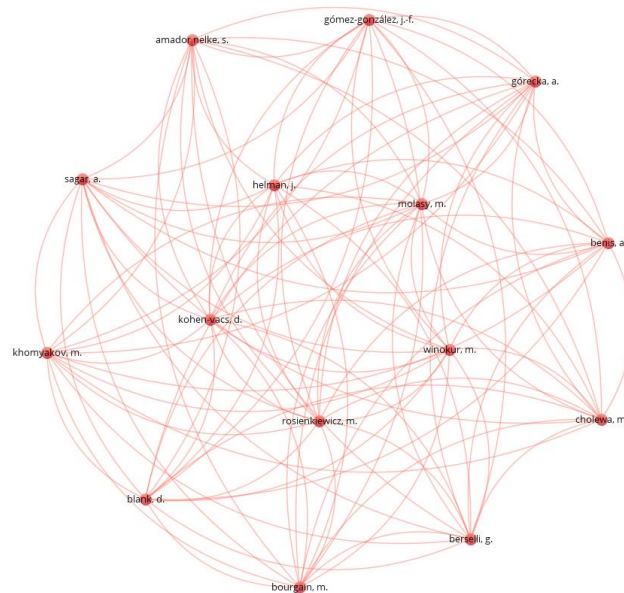 gómez-gonzález, j.-f.
amador nelke, s.
górecka, a.
sagar, a.
helman, j.
molasy, m.
benis, a
kohen-vacs, d.
khomyakov, m.
winokur, m.
rosienkiewicz, m.
cholewa, m
blank, d.
berselli, g.
bourgain, m.